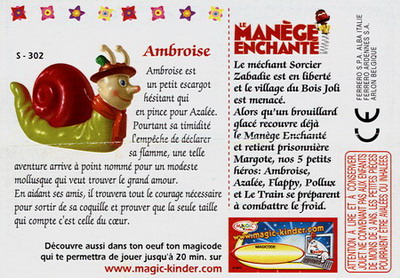 S - 302
Ambroise
Ambroise est
un petit escargot
hésitant qui
en pince pour Azalée.
Pourtant sa timidité
l'empêche de déclarer
sa flamme, une telle
aventure arrive à point nommé pour un modeste
mollusque qui veut trouver le grand amour.
En aidant ses amis, il trouvera tout le courage nécessaire
pour sortir de sa coquille et prouver que la seule taille
qui compte c'est celle du cœur.
Découvre aussi dans ton oeuf ton magicode
qui te permettra de jouer jusqu'à 20 min. sur
www.magic-kinder.com
LE MANÈGE
ENCHANTÉ
Le méchant Sorcier
Zabadie est en liberté
et le village du Bois Joli
est menacé.
Alors qu'un brouillard
glacé recouvre déjà
le Manège Enchanté
et retient prisonnière
Margote, nos 5 petits
héros: Ambroise,
Azalée, Flappy, Pollux
et Le Train se préparent
à combattre le froid.
www.magic-kinder.com
MAGICODE:
FERRERO S.P.A. ALBA ITALIE
FERRERO ARDENNES S.A.
ARLON BELGIQUE
CE
ATTENTION, À LIRE ET À CONSERVER:
JOUET NE CONVENANT PAS AUX ENFANTS
DE MOINS DE 3 ANS. LES PETITES PIÈCES
POURRAIENT ÊTRE AVALÉES OU INHALÉES.